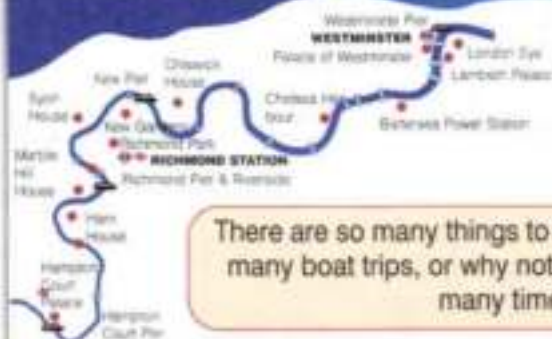 Westminster Pier
WESTMINSTER
Palace of Westminster
London Eye
Lambeth Palace
Chiswick
House
Kew Pier
Syon
House
Chelsea
bour
Battersea Power Station
Kew
Richmond Park
RICHMOND STATION
Richmond Pier & Riverside
Marble
Hill
House
Ham
House
Hampton
Court
Palace
Hampton
Court Pier
There are so many things to
many boat trips, or why not
many time